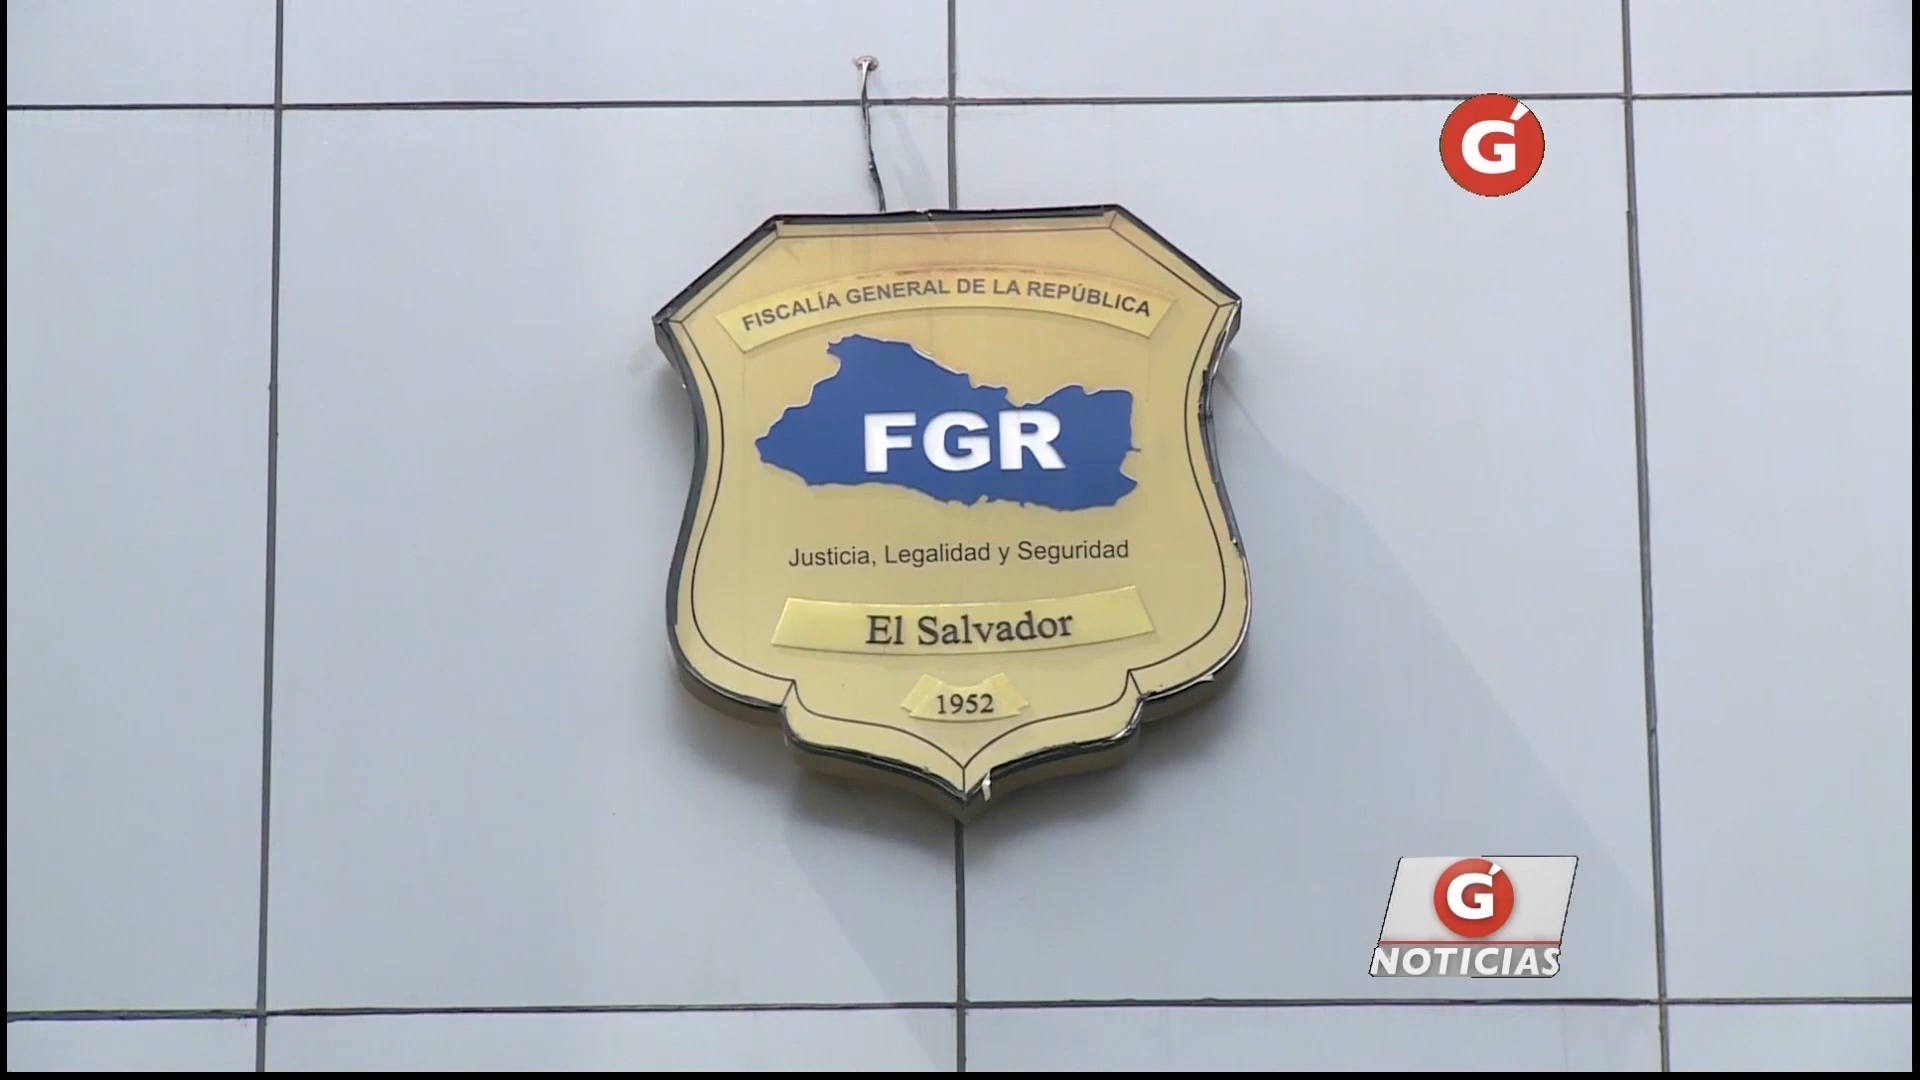 FISCALÍA GENERAL DE LA REPÚBLICA
FGR
Justicia, Legalidad y Seguridad
El Salvador
1952
G
G
NOTICIAS